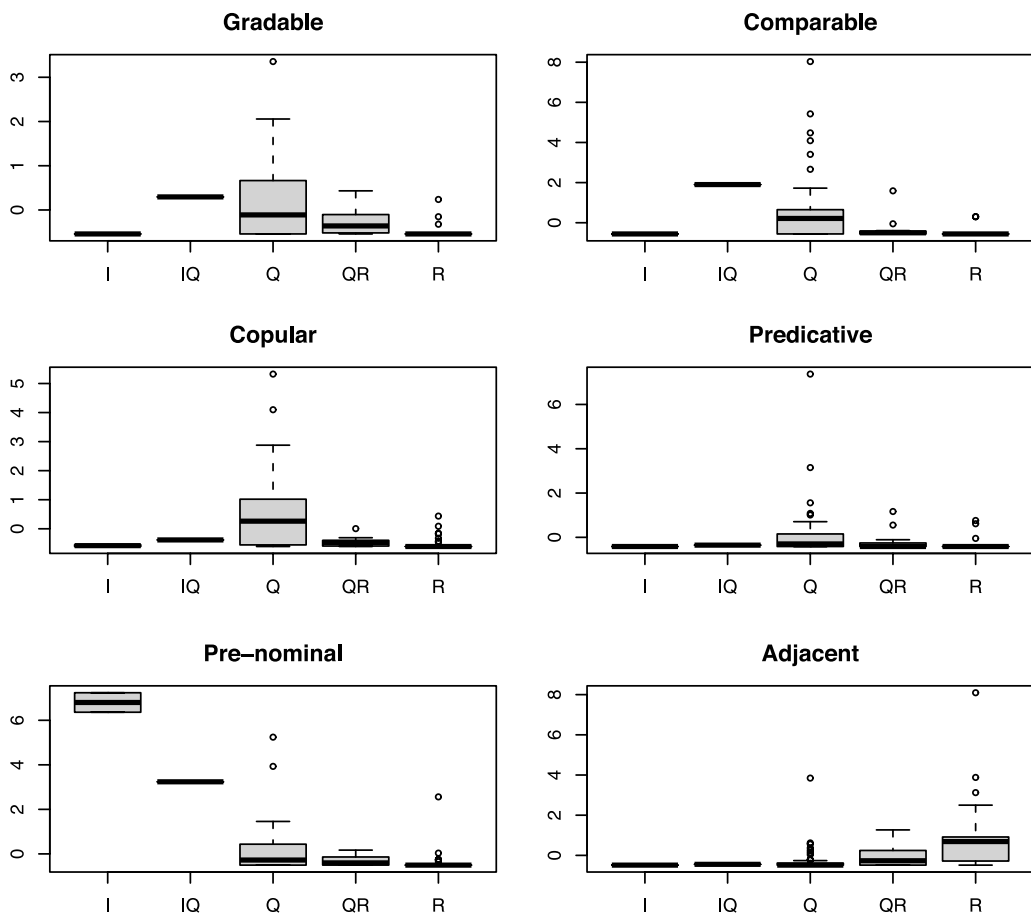 Gradable
3
2
1
0
I IQ Q QR R
Comparable
8
6
4
2
0
I IQ Q QR R
Copular
5
4
3
2
1
0
I IQ Q QR R
Predicative
6
4
2
0
I IQ Q QR R
Pre–nominal
6
4
2
0
I IQ Q QR R
Adjacent
8
6
4
2
0
I IQ Q QR R